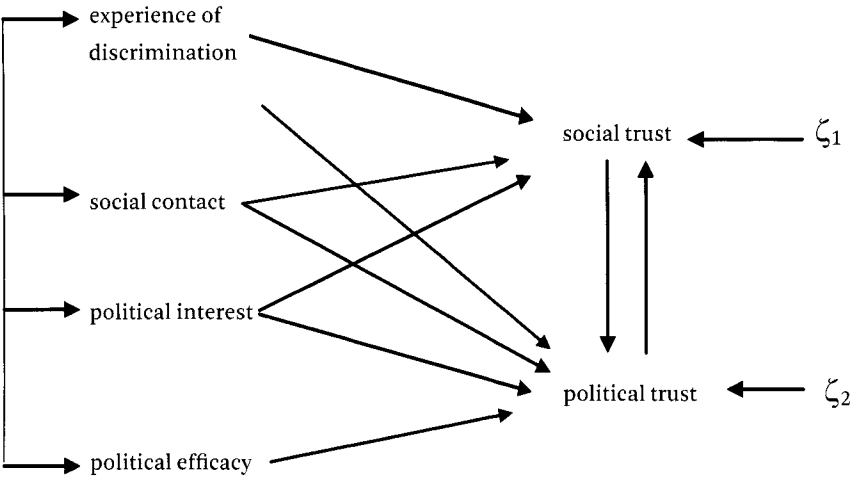 experience of
discrimination
social trust
ζ1
social contact
political interest
political trust
ζ2
political efficacy